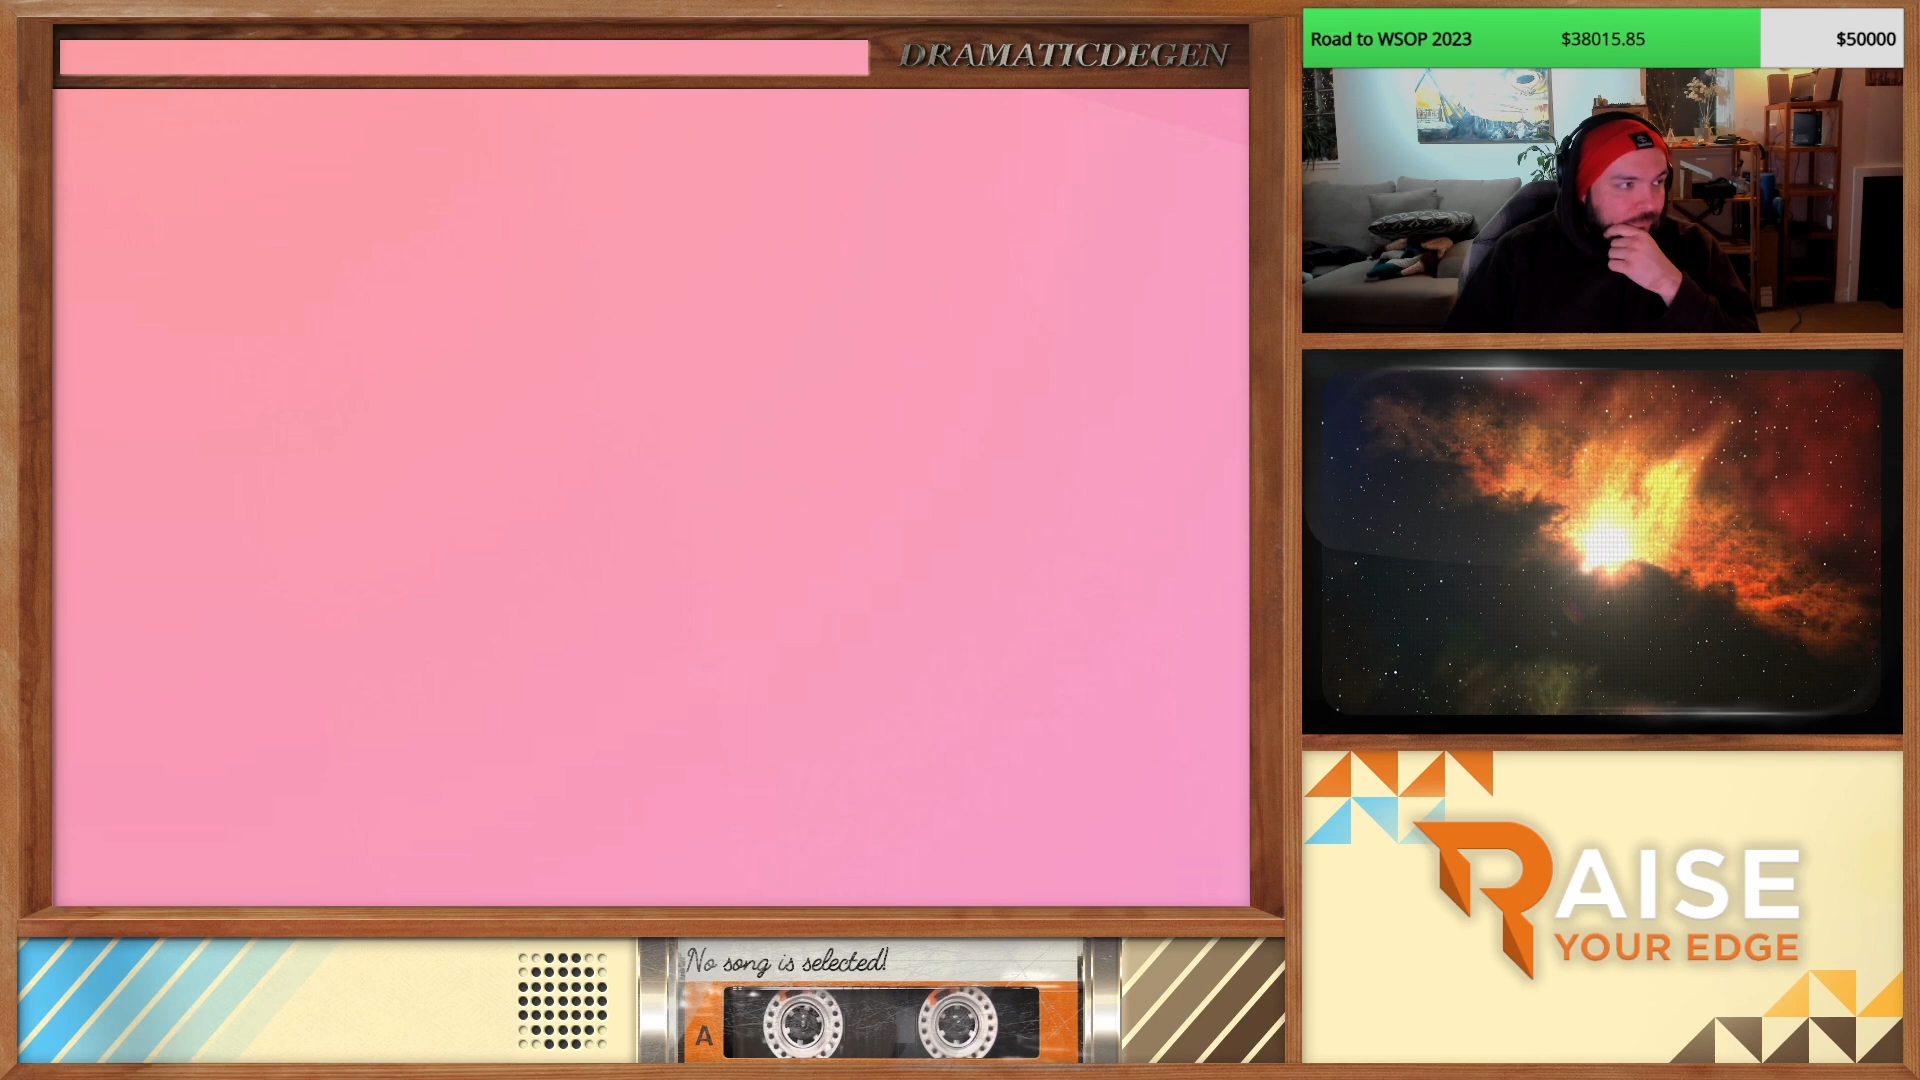 DRAMATICDEGEN
Road to WSOP 2023 $38015.85 $50000
No song is selected!
A
RAISE
YOUR EDGE